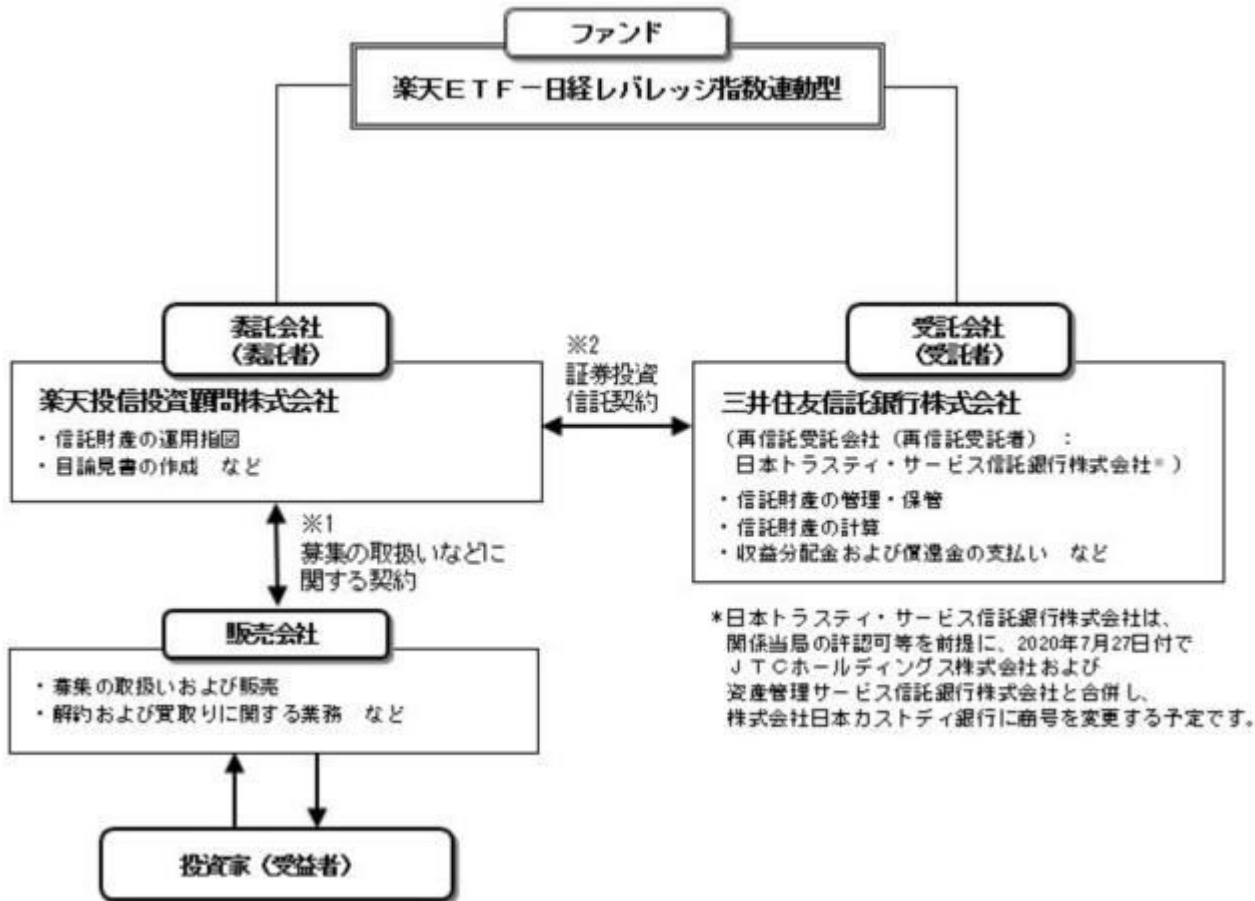 ファンド
楽天ETF-日経レバレッジ指数連動型
委託会社
(委託者)
楽天投信投資顧問株式会社
・信託財産の運用指図
・目論見書の作成 など
※2
証券投資
信託契約
受託会社
(受託者)
三井住友信託銀行株式会社
(再信託受託会社(再信託受託者) :
日本トラスティ・サービス信託銀行株式会社*)
・信託財産の管理・保管
・信託財産の計算
・収益分配金および償還金の支払い など
※1
募集の取扱いなどに
関する契約
販売会社
・募集の取扱いおよび販売
・解約および買取りに関する業務 など
*日本トラスティ・サービス信託銀行株式会社は、
関係当局の許認可等を前提に、2020年7月27日付で
JTCホールディングス株式会社および
資産管理サービス信託銀行株式会社と合併し、
株式会社日本カストディ銀行に商号を変更する予定です。
投資家(受益者)